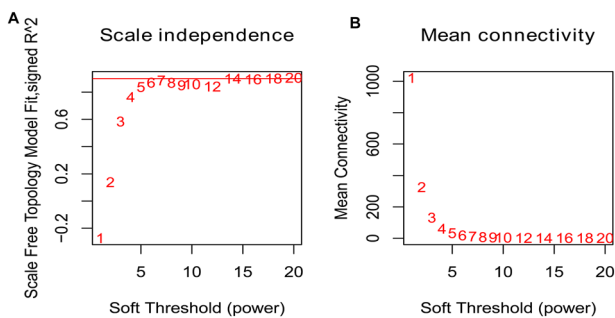 A
Scale independence
Scale Free Topology Model Fit,signed R^2
-0.2 0.2 0.6
1 2 3 4 5 6 7 8 9 10 12 14 16 18 20
5 10 15 20
Soft Threshold (power)
B
Mean connectivity
Mean Connectivity
0 200 600 1000
1 2 3 4 5 6 7 8 9 10 12 14 16 18 20
5 10 15 20
Soft Threshold (power)